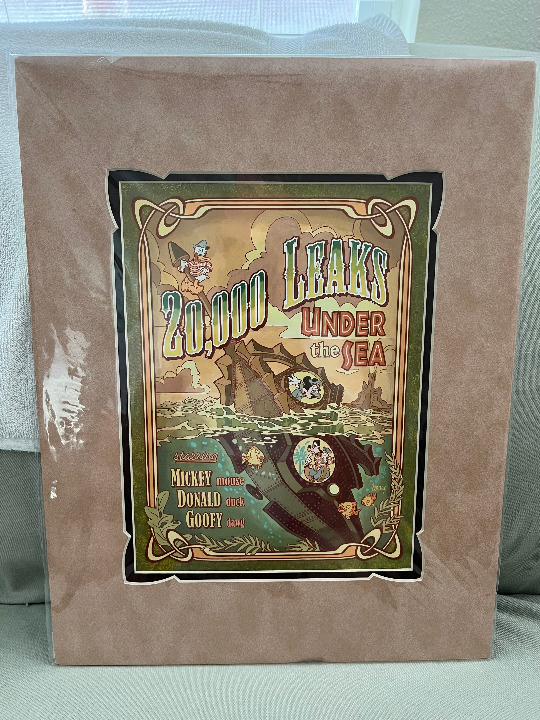 20,000 LEAKS
UNDER
the SEA
starring
MICKEY mouse
DONALD duck
GOOFY dawg